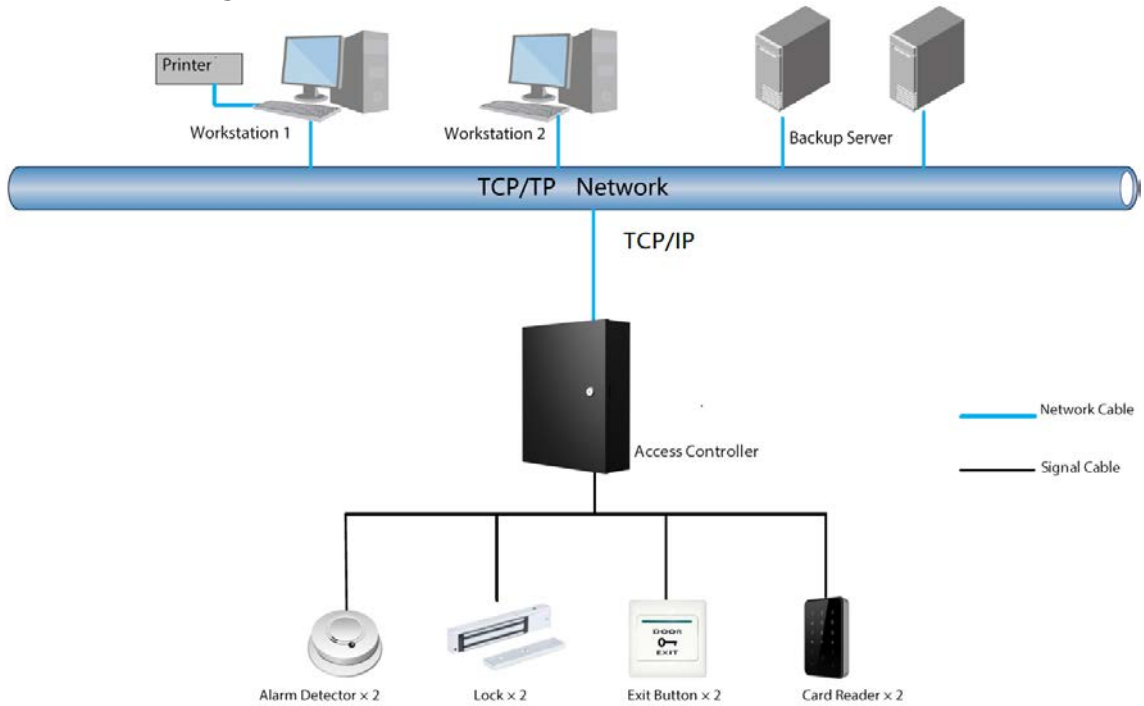 Printer
Workstation 1
Workstation 2
Backup Server
TCP/TP Network
TCP/IP
Access Controller
Network Cable
Signal Cable
DOOR
EXIT
Alarm Detector × 2
Lock × 2
Exit Button × 2
Card Reader × 2